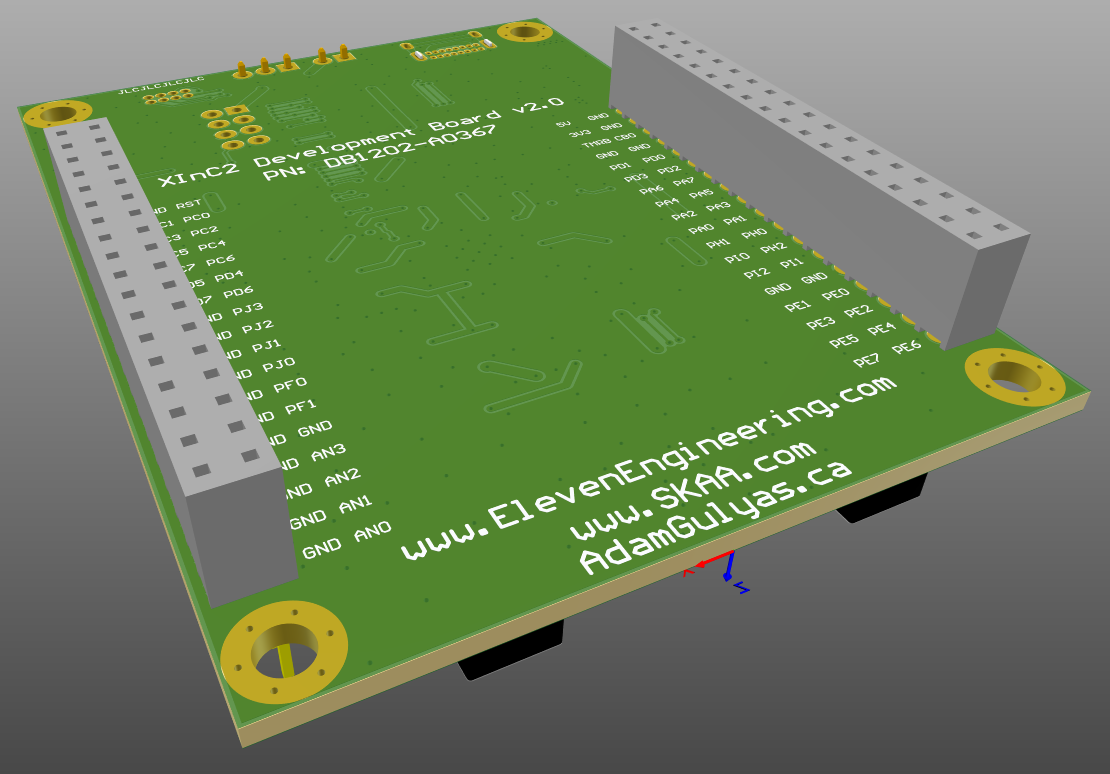 JLCJLCJLCJLC
XInC2 Development Board v2.0
PN: DB1202-A0367
5V GND
3V3 GND
THRB CB0
GND GND
PD1 PD0
PD3 PD2
PA6 PA7
PA4 PA5
PA2 PA3
PA0 PA1
PH1 PH0
PI0 PH2
PI2 PI1
GND GND
PE1 PE0
PE3 PE2
PE5 PE4
PE7 PE6
ND RST
C1 PC0
C3 PC2
C5 PC4
C7 PC6
D5 PD4
D7 PD6
ND PJ3
ND PJ2
ND PJ1
ND PJ0
ND PF0
ND PF1
ND GND
ND AN3
GND AN2
GND AN1
GND AN0
www.ElevenEngineering.com
www.SKAA.com
AdamGulyas.ca